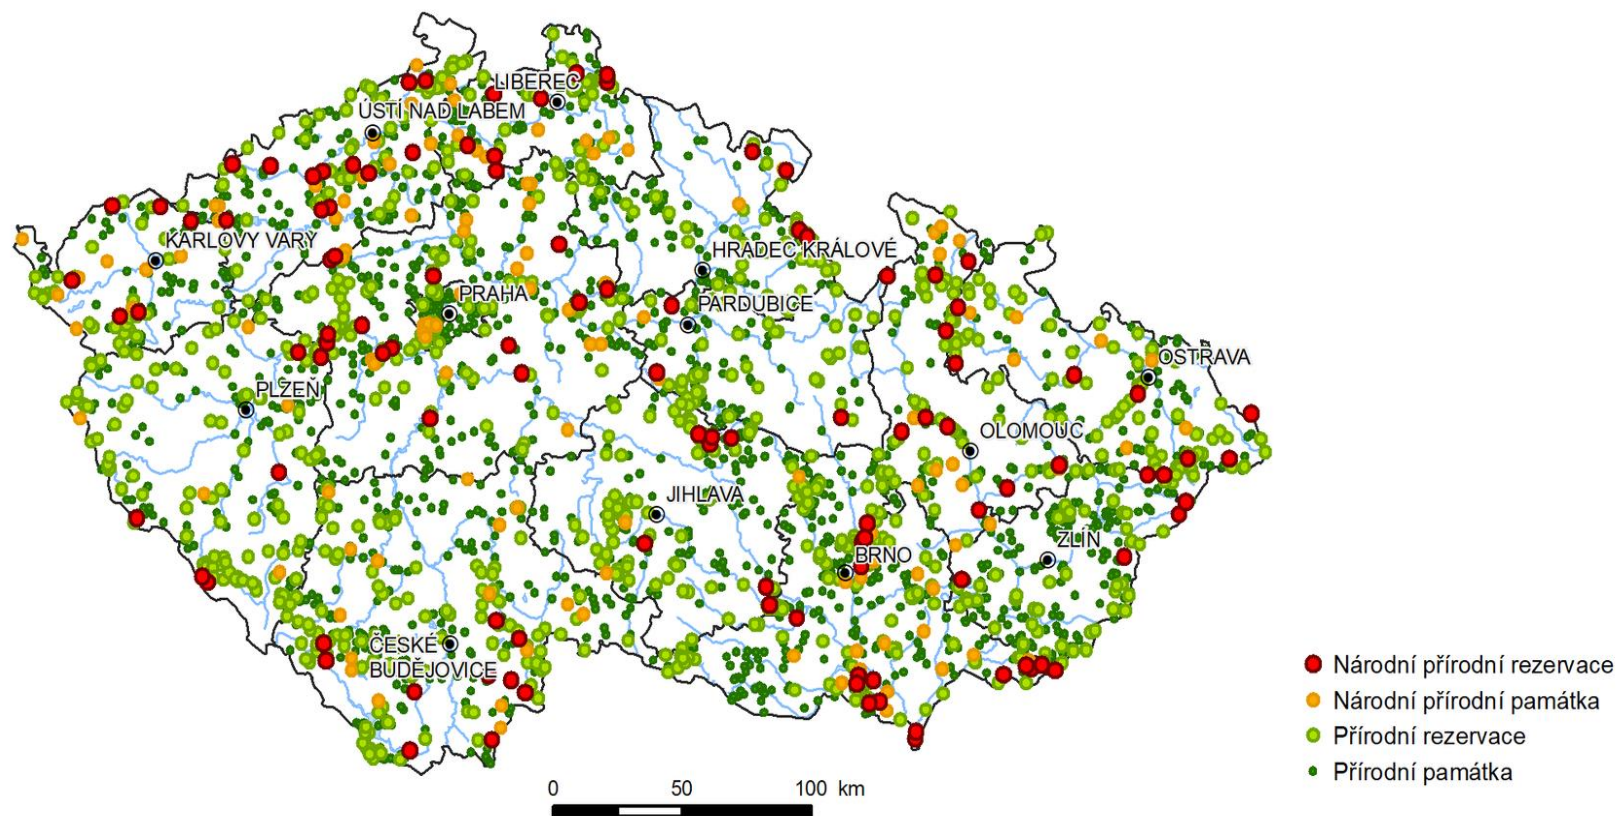 LIBEREC
ÚSTÍ NAD LABEM
KARLOVY VARY
HRADEC KRÁLOVÉ
PRAHA
PARDUBICE
OSTRAVA
PLZEŇ
OLOMOUC
JIHLAVA
BRNO
ZLÍN
ČESKÉ
BUDĚJOVICE
Národní přírodní rezervace
Národní přírodní památka
Přírodní rezervace
Přírodní památka
0 50 100 km